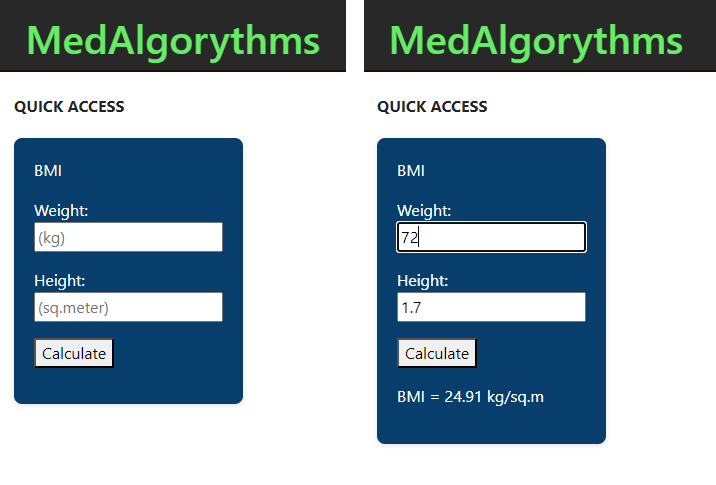 MedAlgorythms
QUICK ACCESS
BMI
Weight:
(kg)
Height:
(sq.meter)
Calculate
MedAlgorythms
QUICK ACCESS
BMI
Weight:
72
Height:
1.7
Calculate
BMI = 24.91 kg/sq.m